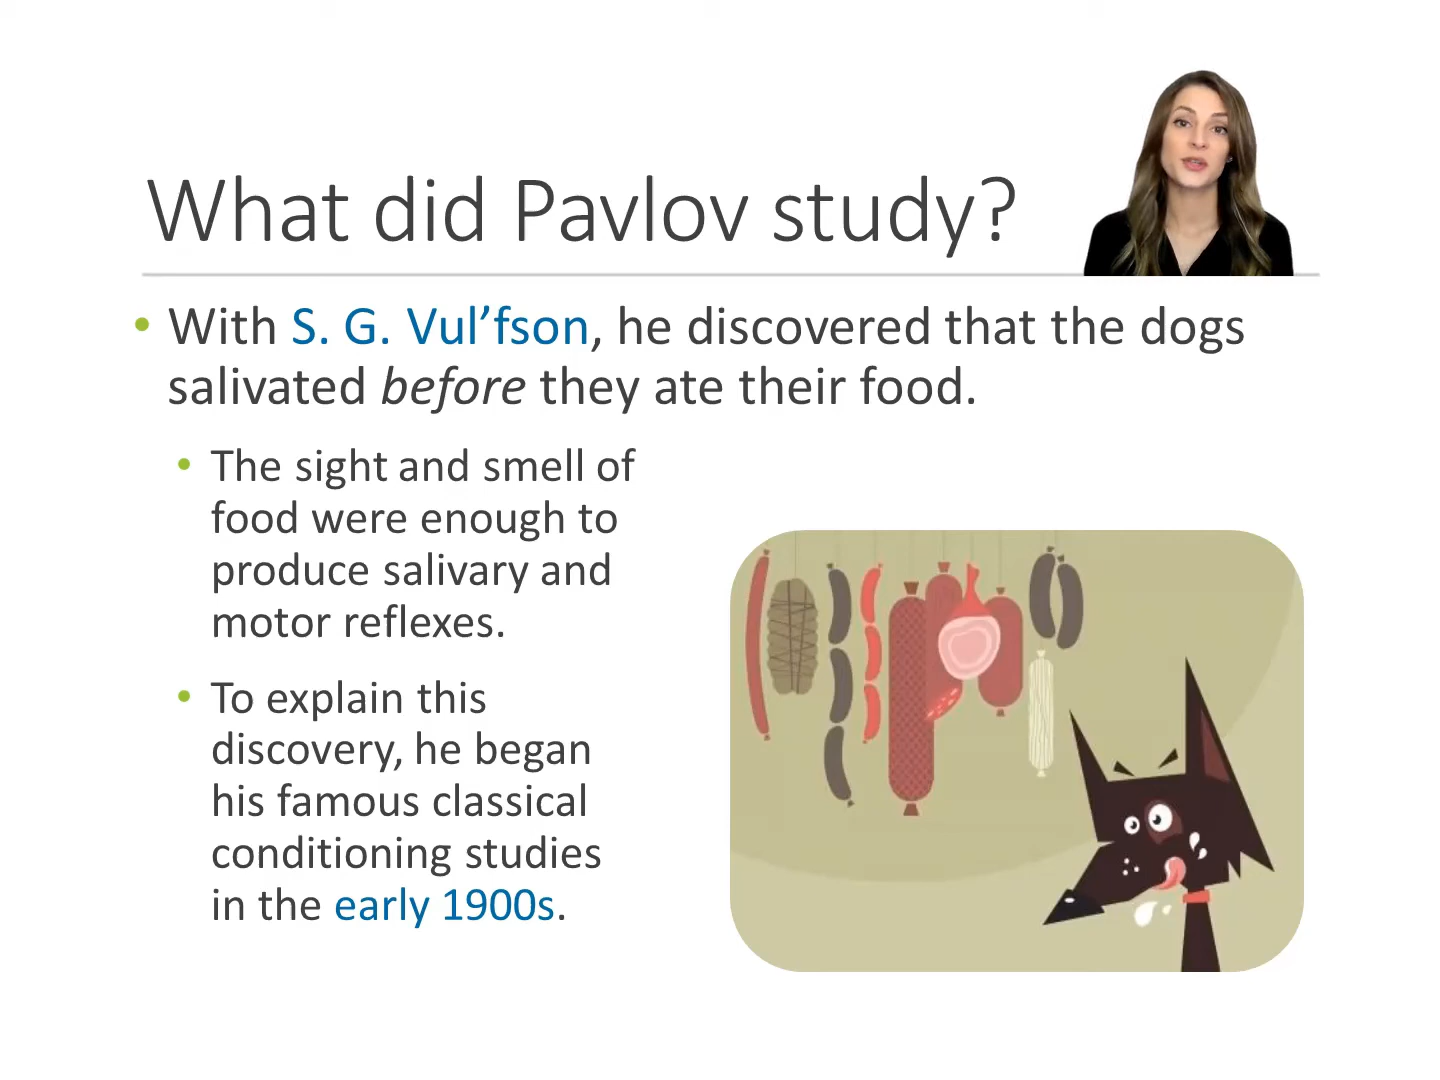 What did Pavlov study?
• With S. G. Vul’fson, he discovered that the dogs
salivated before they ate their food.
• The sight and smell of
food were enough to
produce salivary and
motor reflexes.
• To explain this
discovery, he began
his famous classical
conditioning studies
in the early 1900s.